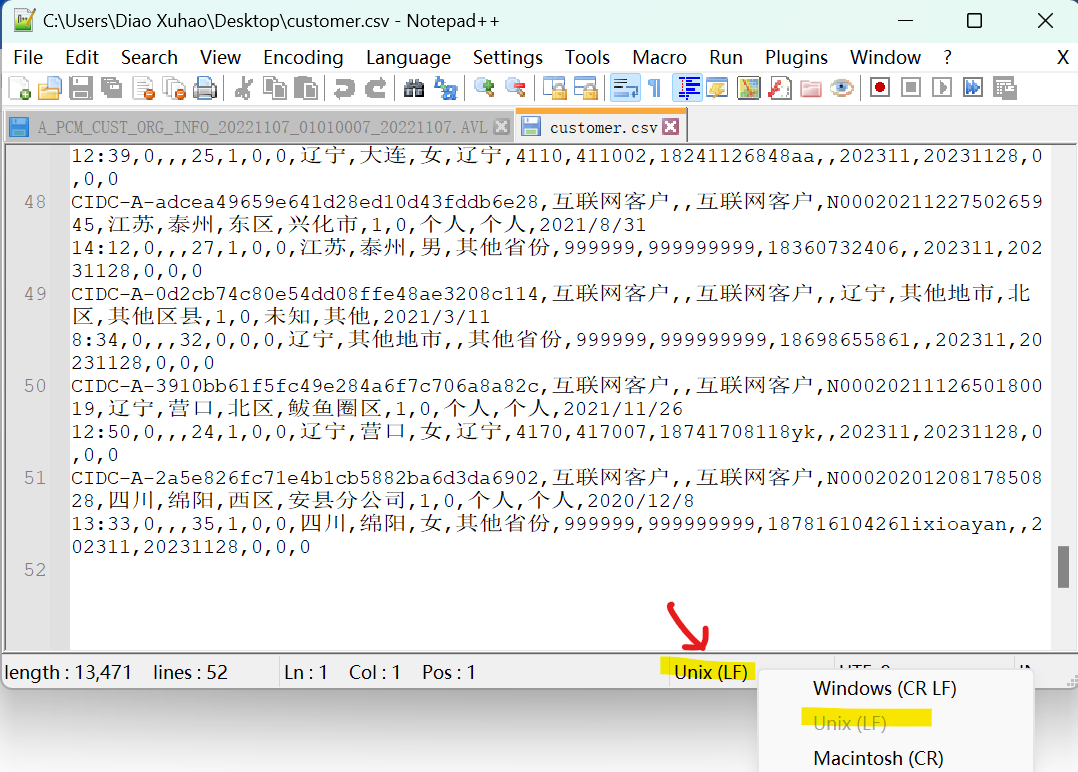 C:\Users\Diao Xuhao\Desktop\customer.csv - Notepad++
File Edit Search View Encoding Language Settings Tools Macro Run Plugins Window ? X
A_PCM_CUST_ORG_INFO_20221107_01010007_20221107.AVL customer.csv
12:39,0,,,25,1,0,0,辽宁,大连,女,辽宁,4110,411002,18241126848aa,,202311,20231128,0
,0,0
48 CIDC-A-adcea49659e641d28ed10d43fddb6e28,互联网客户,,互联网客户,N00020211227502659
45,江苏,泰州,东区,兴化市,1,0,个人,个人,2021/8/31
14:12,0,,,27,1,0,0,江苏,泰州,男,其他省份,999999,999999999,18360732406,,202311,202
31128,0,0,0
49 CIDC-A-0d2cb74c80e54dd08ffe48ae3208c114,互联网客户,,互联网客户,,辽宁,其他地市,北
区,其他区县,1,0,未知,其他,2021/3/11
8:34,0,,,32,0,0,0,辽宁,其他地市,,其他省份,999999,999999999,18698655861,,202311,20
231128,0,0,0
50 CIDC-A-3910bb61f5fc49e284a6f7c706a8a82c,互联网客户,,互联网客户,N00020211126501800
19,辽宁,营口,北区,鲅鱼圈区,1,0,个人,个人,2021/11/26
12:50,0,,,24,1,0,0,辽宁,营口,女,辽宁,4170,417007,18741708118yk,,202311,20231128,0
,0,0
51 CIDC-A-2a5e826fc71e4b1cb5882ba6d3da6902,互联网客户,,互联网客户,N00020201208178508
28,四川,绵阳,西区,安县分公司,1,0,个人,个人,2020/12/8
13:33,0,,,35,1,0,0,四川,绵阳,女,其他省份,999999,999999999,18781610426lixioayan,,2
02311,20231128,0,0,0
52
length : 13,471 lines : 52 Ln : 1 Col : 1 Pos : 1 Unix (LF)
Windows (CR LF)
Unix (LF)
Macintosh (CR)